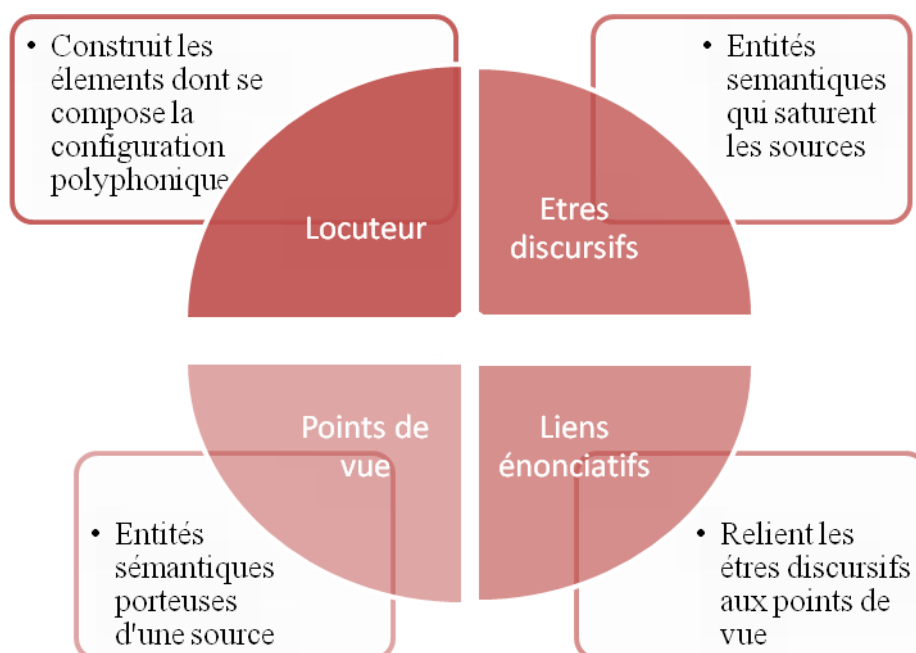 • Construit les
élements dont se
compose la
configuration
polyphonique
Locuteur
• Entités
semantiques
qui saturent
les sources
Etres
discursifs
Points de
vue
• Entités
sémantiques
porteuses
d'une source
Liens
énonciatifs
• Relient les
étres discursifs
aux points de
vue